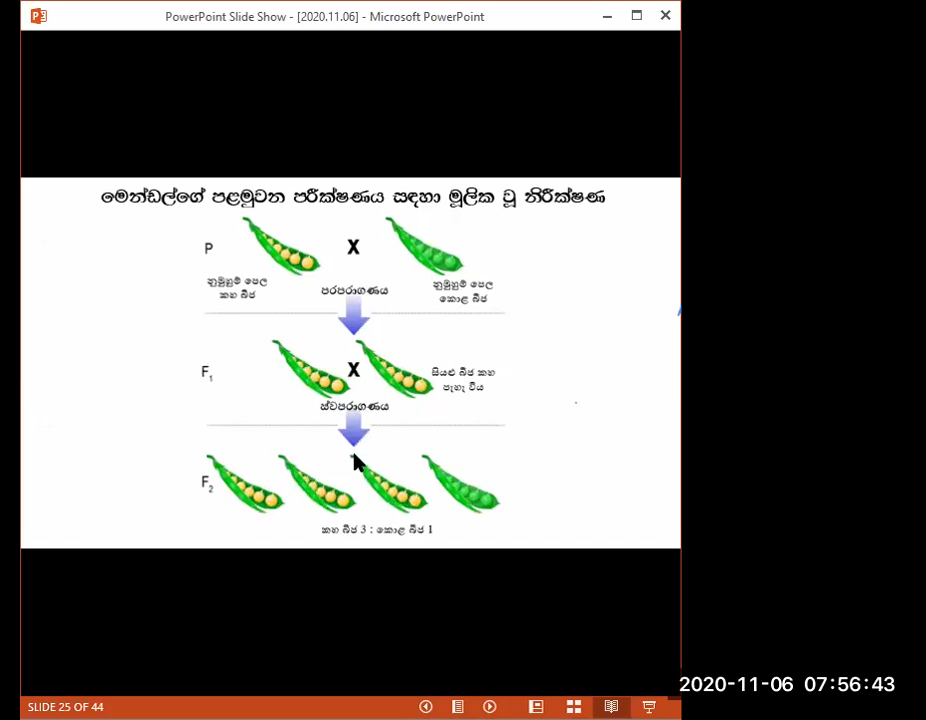 PowerPoint Slide Show - [2020.11.06] - Microsoft PowerPoint
මෙන්ඩල්ගේ පළමුවන පරීක්ෂණය සඳහා මූලික වූ නිරීක්ෂණ
P
X
නුමුහුම් පෙල
කහ බීජ
පරපරාගණය
නුමුහුම් පෙල
කොළ බීජ
F₁
X
සියළු බීජ කහ
පැහැ විය
ස්වපරාගණය
F₂
කහ බීජ 3 : කොළ බීජ 1
2020-11-06 07:56:43
SLIDE 25 OF 44